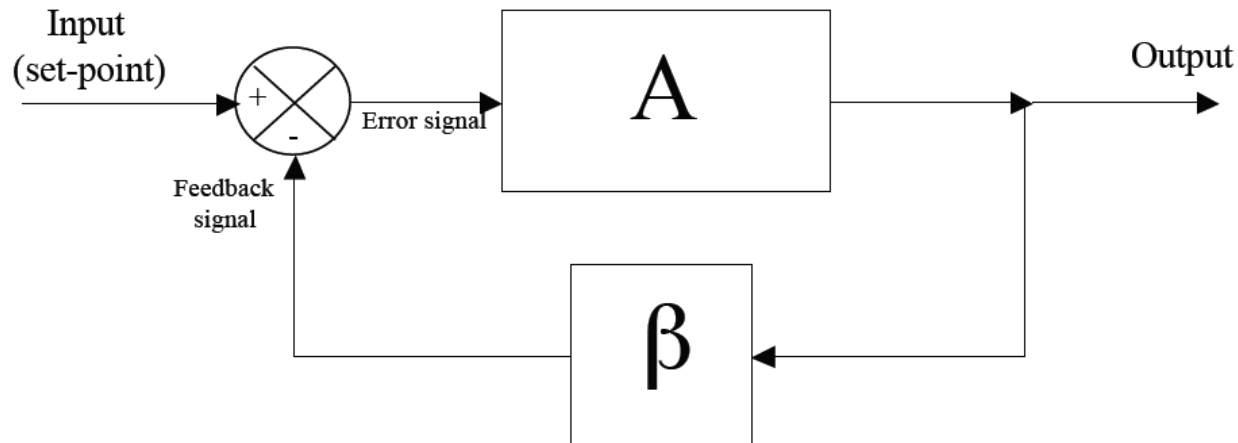 Input
(set-point)
+
-
Error signal
A
Output
Feedback
signal
β